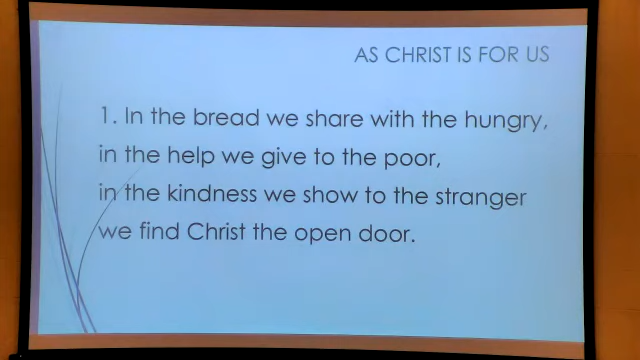 AS CHRIST IS FOR US
1. In the bread we share with the hungry,
in the help we give to the poor,
in the kindness we show to the stranger
we find Christ the open door.